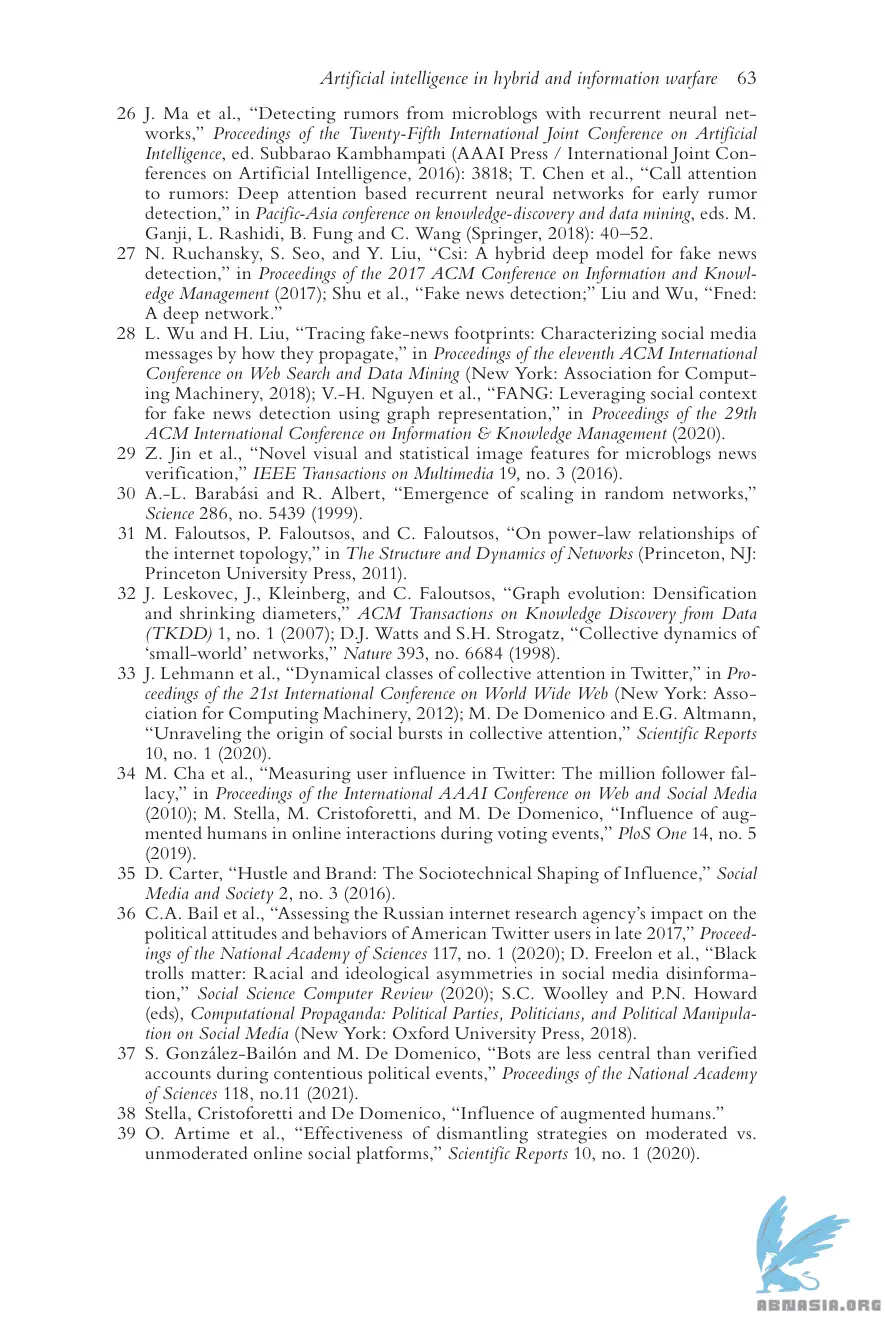 Artificial intelligence in hybrid and information warfare 63
26 J. Ma et al., “Detecting rumors from microblogs with recurrent neural net-
works,” Proceedings of the Twenty-Fifth International Joint Conference on Artificial
Intelligence, ed. Subbarao Kambhampati (AAAI Press / International Joint Con-
ferences on Artificial Intelligence, 2016): 3818; T. Chen et al., “Call attention
to rumors: Deep attention based recurrent neural networks for early rumor
detection,” in Pacific-Asia conference on knowledge-discovery and data mining, eds. M.
Ganji, L. Rashidi, B. Fung and C. Wang (Springer, 2018): 40–52.
27 N. Ruchansky, S. Seo, and Y. Liu, “Csi: A hybrid deep model for fake news
detection,” in Proceedings of the 2017 ACM Conference on Information and Knowl-
edge Management (2017); Shu et al., “Fake news detection;” Liu and Wu, “Fned:
A deep network.”
28 L. Wu and H. Liu, “Tracing fake-news footprints: Characterizing social media
messages by how they propagate,” in Proceedings of the eleventh ACM International
Conference on Web Search and Data Mining (New York: Association for Comput-
ing Machinery, 2018); V.-H. Nguyen et al., “FANG: Leveraging social context
for fake news detection using graph representation,” in Proceedings of the 29th
ACM International Conference on Information & Knowledge Management (2020).
29 Z. Jin et al., “Novel visual and statistical image features for microblogs news
verification,” IEEE Transactions on Multimedia 19, no. 3 (2016).
30 A.-L. Barabási and R. Albert, “Emergence of scaling in random networks,”
Science 286, no. 5439 (1999).
31 M. Faloutsos, P. Faloutsos, and C. Faloutsos, “On power-law relationships of
the internet topology,” in The Structure and Dynamics of Networks (Princeton, NJ:
Princeton University Press, 2011).
32 J. Leskovec, J., Kleinberg, and C. Faloutsos, “Graph evolution: Densification
and shrinking diameters,” ACM Transactions on Knowledge Discovery from Data
(TKDD) 1, no. 1 (2007); D.J. Watts and S.H. Strogatz, “Collective dynamics of
‘small-world’ networks,” Nature 393, no. 6684 (1998).
33 J. Lehmann et al., “Dynamical classes of collective attention in Twitter,” in Pro-
ceedings of the 21st International Conference on World Wide Web (New York: Asso-
ciation for Computing Machinery, 2012); M. De Domenico and E.G. Altmann,
“Unraveling the origin of social bursts in collective attention,” Scientific Reports
10, no. 1 (2020).
34 M. Cha et al., “Measuring user influence in Twitter: The million follower fal-
lacy,” in Proceedings of the International AAAI Conference on Web and Social Media
(2010); M. Stella, M. Cristoforetti, and M. De Domenico, “Influence of aug-
mented humans in online interactions during voting events,” PloS One 14, no. 5
(2019).
35 D. Carter, “Hustle and Brand: The Sociotechnical Shaping of Influence,” Social
Media and Society 2, no. 3 (2016).
36 C.A. Bail et al., “Assessing the Russian internet research agency’s impact on the
political attitudes and behaviors of American Twitter users in late 2017,” Proceed-
ings of the National Academy of Sciences 117, no. 1 (2020); D. Freelon et al., “Black
trolls matter: Racial and ideological asymmetries in social media disinforma-
tion,” Social Science Computer Review (2020); S.C. Woolley and P.N. Howard
(eds), Computational Propaganda: Political Parties, Politicians, and Political Manipula-
tion on Social Media (New York: Oxford University Press, 2018).
37 S. González-Bailón and M. De Domenico, “Bots are less central than verified
accounts during contentious political events,” Proceedings of the National Academy
of Sciences 118, no.11 (2021).
38 Stella, Cristoforetti and De Domenico, “Influence of augmented humans.”
39 O. Artime et al., “Effectiveness of dismantling strategies on moderated vs.
unmoderated online social platforms,” Scientific Reports 10, no. 1 (2020).
ABNASIA.ORG